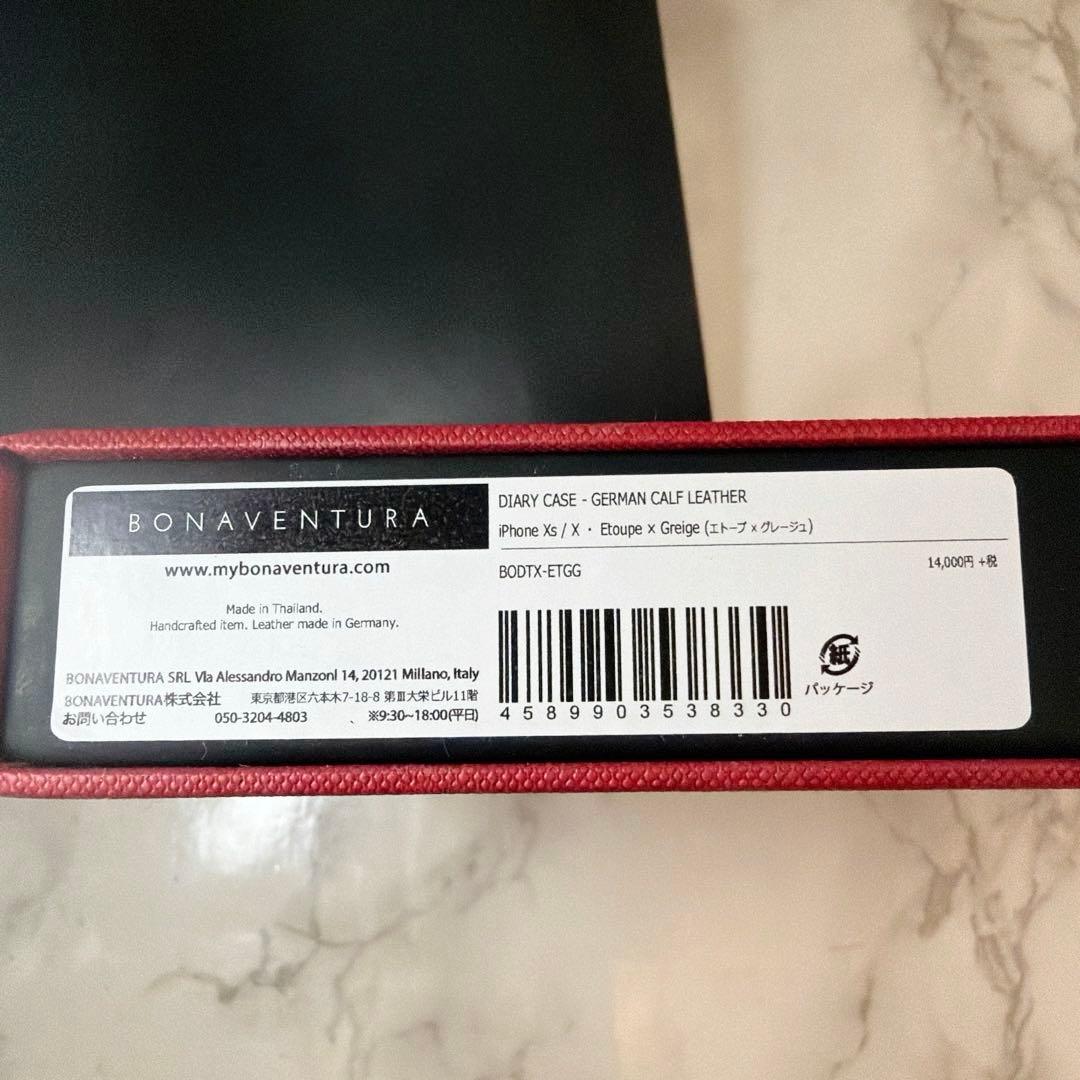 BONAVENTURA
www.mybonaventura.com
Made in Thailand.
Handcrafted item. Leather made in Germany.
BONAVENTURA SRL VIa Alessandro Manzonl 14, 20121 Millano, Italy
BONAVENTURA株式会社 東京都港区六本木7-18-8 第Ⅲ大栄ビル11階
お問い合わせ 050-3204-4803 、 ※9:30~18:00(平日)
DIARY CASE - GERMAN CALF LEATHER
iPhone Xs / X ・ Etoupe × Greige (エトープ × グレージュ)
BODTX-ETGG 14,000円 +税
4589903538330
紙
パッケージ